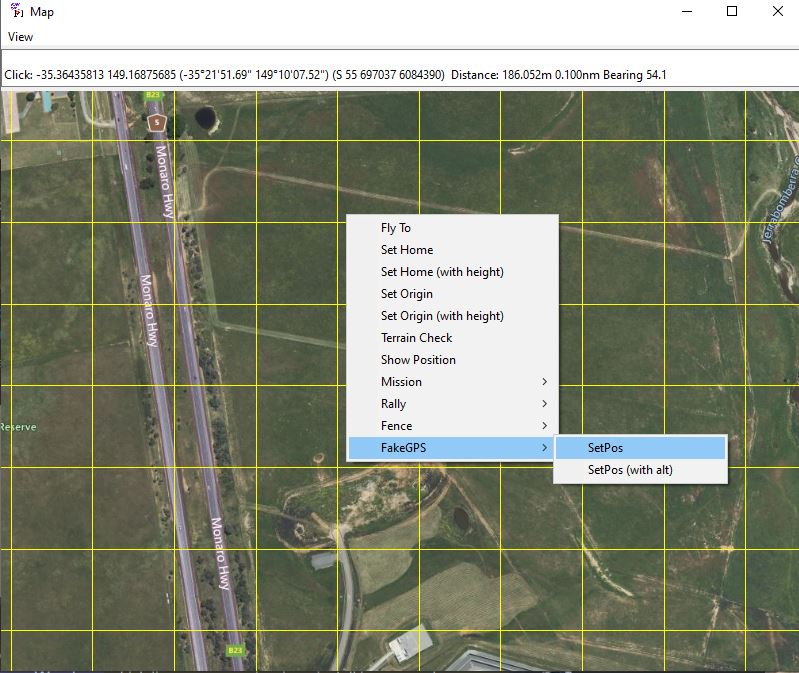 Map
View
Click: -35.36435813 149.16875685 (-35°21'51.69" 149°10'07.52") (S 55 697037 6084390)  Distance: 186.052m 0.100nm Bearing 54.1
B23
5
Monaro Hwy
Jerrabomberra
Monaro Hwy
Fly To
Set Home
Set Home (with height)
Set Origin
Set Origin (with height)
Terrain Check
Show Position
Mission
Rally
Fence
FakeGPS
SetPos
SetPos (with alt)
Reserve
Monaro Hwy
B23